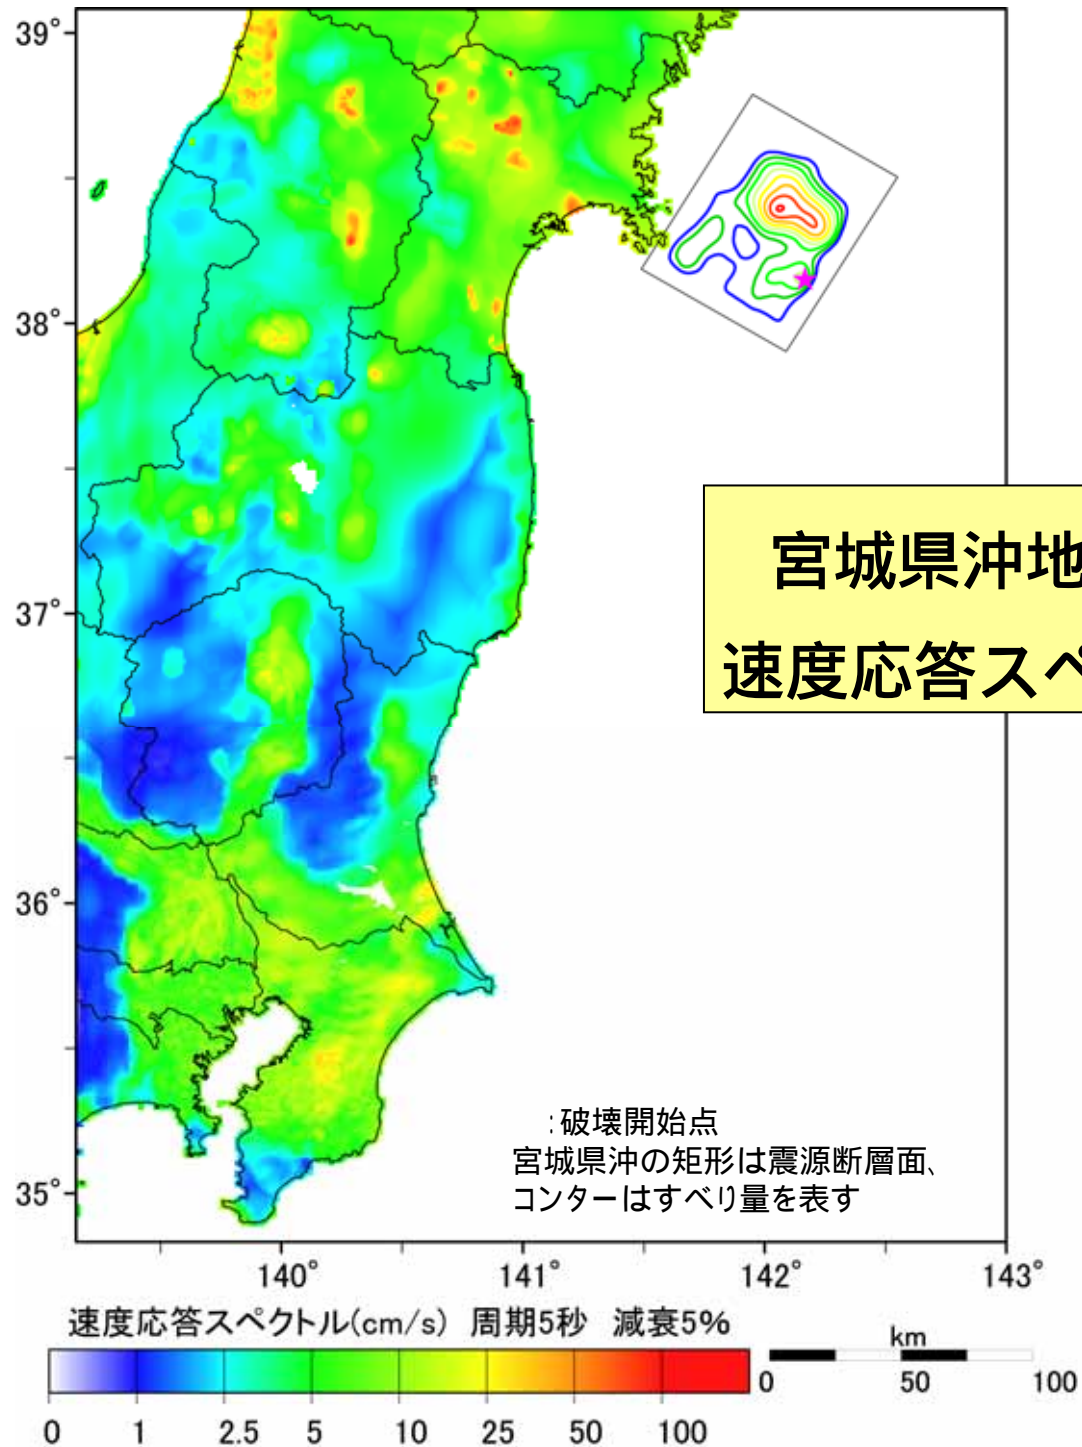 39°
38°
37°
36°
35°
140°
141°
142°
143°
宮城県沖地
速度応答スペ
:破壊開始点
宮城県沖の矩形は震源断層面、
コンターはすべり量を表す
速度応答スペクトル(cm/s) 周期5秒 減衰5%
0 1 2.5 5 10 25 50 100
km
0 50 100